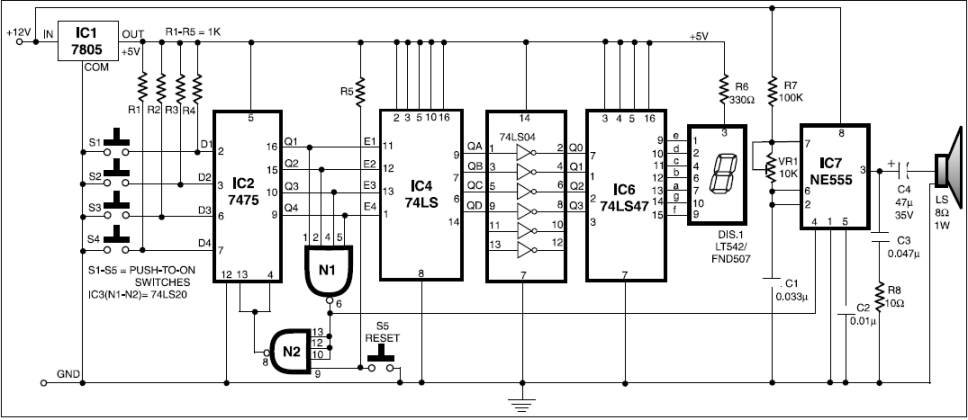 +12V
IN
IC1
7805
OUT
+5V
COM
R1-R5 = 1K
+5V
R1
R2
R3
R4
R5
R6
330Ω
R7
100K
S1
S2
S3
S4
D1
D2
D3
D4
2
3
6
7
5
IC2
7475
16
15
10
9
12
13
4
Q1
Q2
Q3
Q4
E1
E2
E3
E4
1
2
4
5
N1
6
N2
8
13
12
10
9
S5
RESET
S1-S5 = PUSH-TO-ON
SWITCHES
IC3(N1-N2)= 74LS20
2
3
5
10
16
11
12
13
1
IC4
74LS
9
7
6
14
8
QA
QB
QC
QD
14
74LS04
1
2
3
4
5
6
9
8
11
10
13
12
7
Q0
Q1
Q2
Q3
3
4
5
16
7
1
2
3
IC6
74LS47
9
10
11
12
13
14
15
7
e
d
c
b
a
g
f
3
1
2
4
6
7
10
9
DIS.1
LT542/
FND507
VR1
10K
7
8
IC7
NE555
3
6
2
4
1
5
C1
0.033µ
C2
0.01µ
C3
0.047µ
+
C4
47µ
35V
R8
10Ω
LS
8Ω
1W
GND